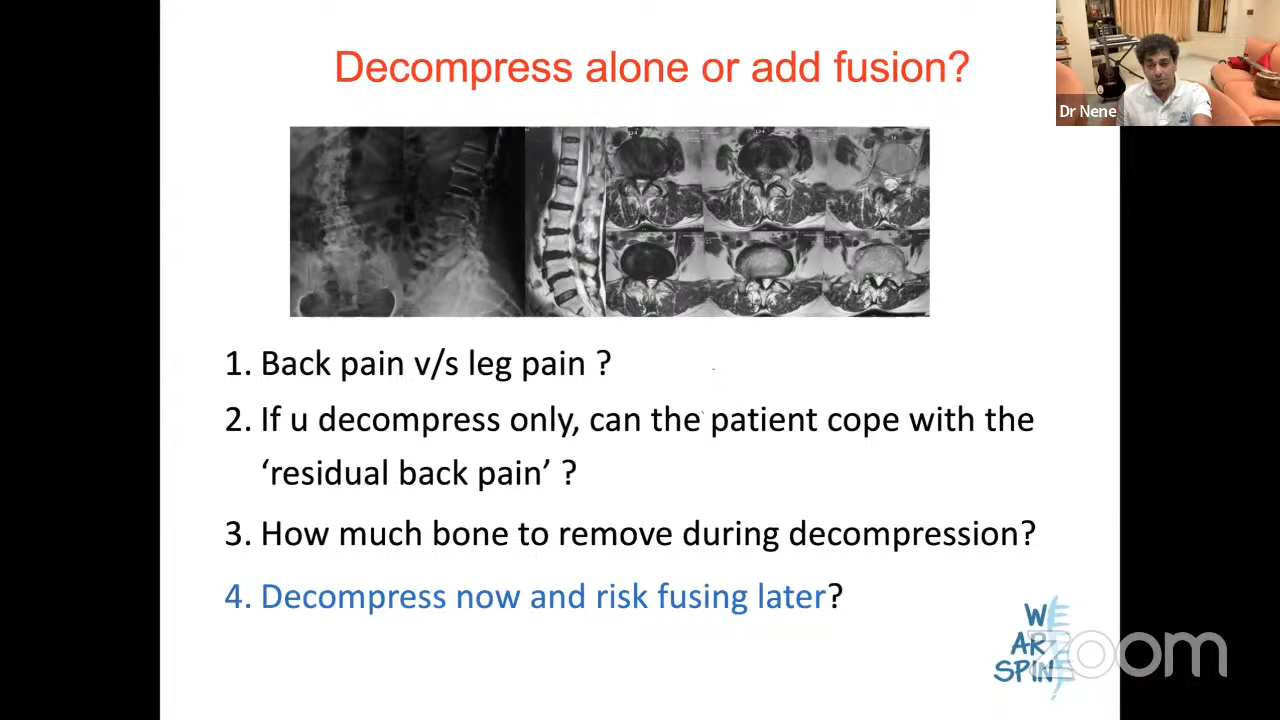 Decompress alone or add fusion?
Dr Nene
1. Back pain v/s leg pain ?
2. If u decompress only, can the patient cope with the
‘residual back pain’ ?
3. How much bone to remove during decompression?
4. Decompress now and risk fusing later?
WE
ARE
SPINE
zoom